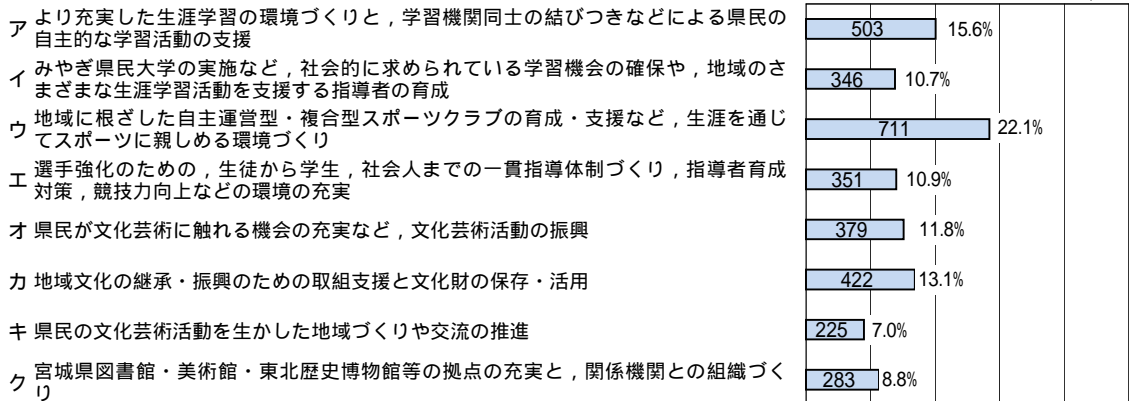 ア より充実した生涯学習の環境づくりと，学習機関同士の結びつきなどによる県民の
自主的な学習活動の支援
503 15.6%
イ みやぎ県民大学の実施など，社会的に求められている学習機会の確保や，地域のさ
まざまな生涯学習活動を支援する指導者の育成
346 10.7%
ウ 地域に根ざした自主運営型・複合型スポーツクラブの育成・支援など，生涯を通じ
てスポーツに親しめる環境づくり
711 22.1%
エ 選手強化のための，生徒から学生，社会人までの一貫指導体制づくり，指導者育成
対策，競技力向上などの環境の充実
351 10.9%
オ 県民が文化芸術に触れる機会の充実など，文化芸術活動の振興
379 11.8%
カ 地域文化の継承・振興のための取組支援と文化財の保存・活用
422 13.1%
キ 県民の文化芸術活動を生かした地域づくりや交流の推進
225 7.0%
ク 宮城県図書館・美術館・東北歴史博物館等の拠点の充実と，関係機関との組織づく
り
283 8.8%